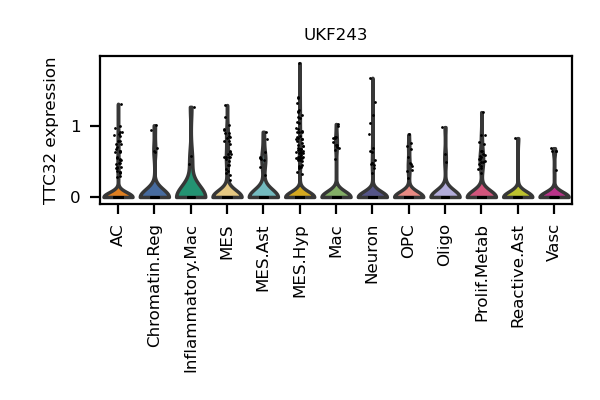 UKF243
TTC32 expression
1
0
AC
Chromatin.Reg
Inflammatory.Mac
MES
MES.Ast
MES.Hyp
Mac
Neuron
OPC
Oligo
Prolif.Metab
Reactive.Ast
Vasc